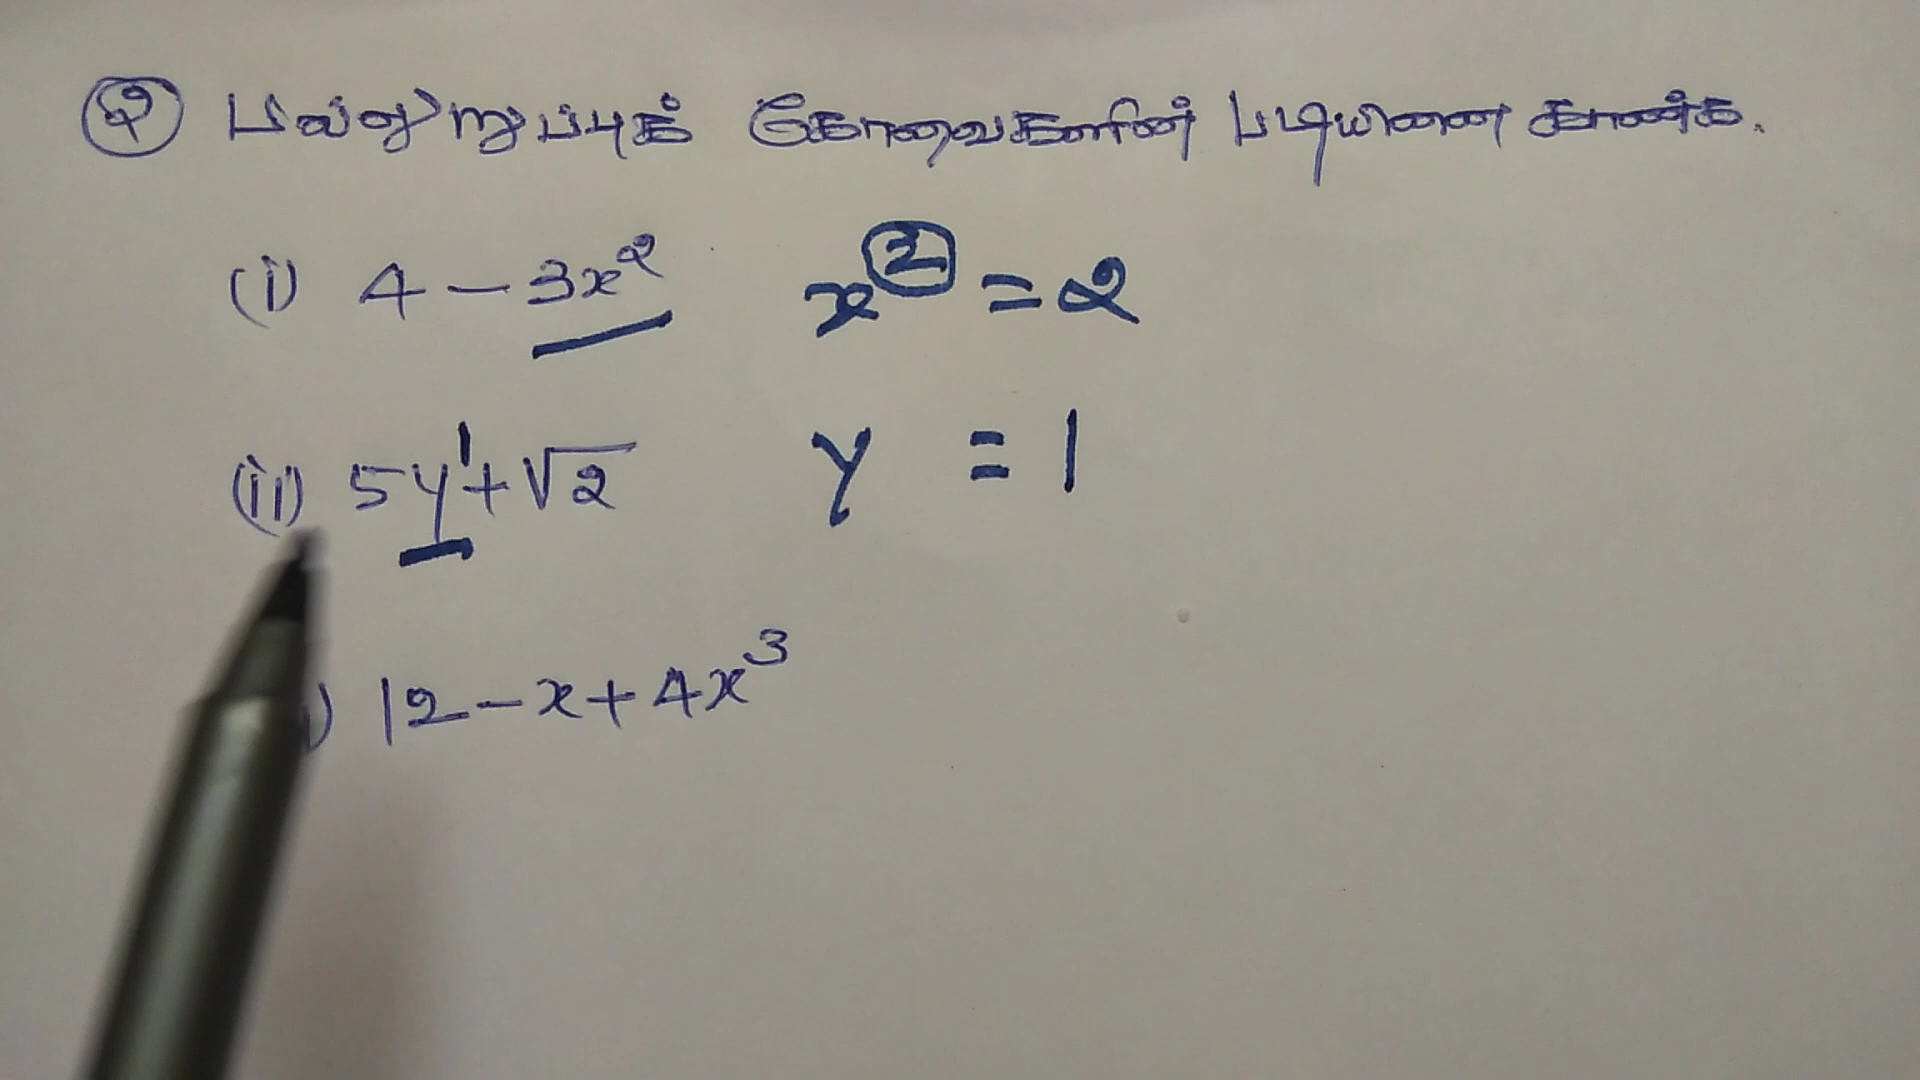 ② பல்லுறுப்புக் கோவைகளின் படியினை காண்க.
(i) 4 - 3x² x² = 2
(ii) 5y¹ + √2 y = 1
) 12 - x + 4x³